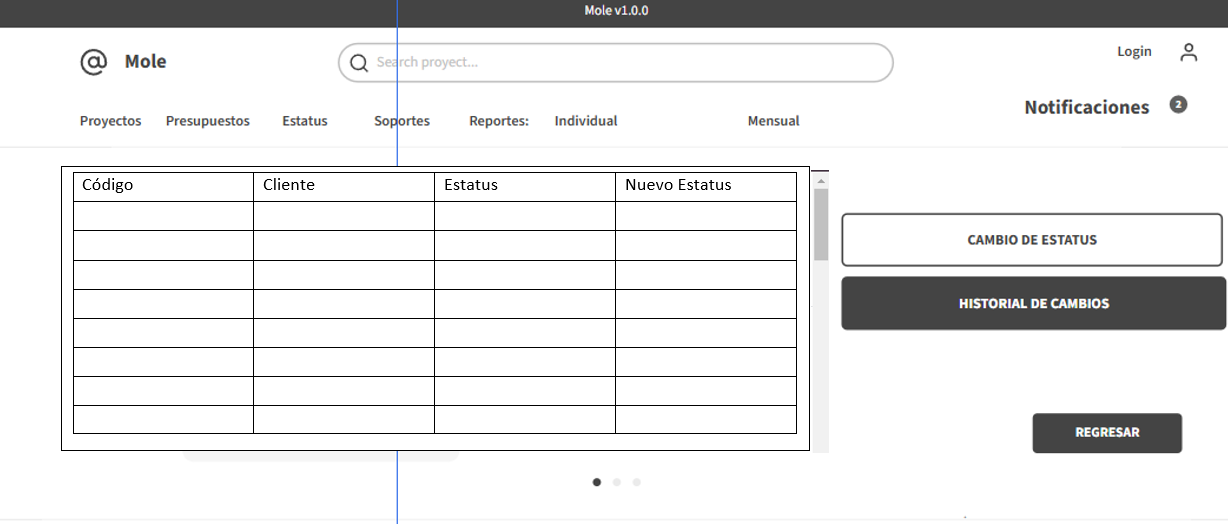 Mole v1.0.0
Mole
Search proyect...
Login
Notificaciones 2
Proyectos Presupuestos Estatus Soportes Reportes: Individual Mensual
Código Cliente Estatus Nuevo Estatus
CAMBIO DE ESTATUS
HISTORIAL DE CAMBIOS
REGRESAR